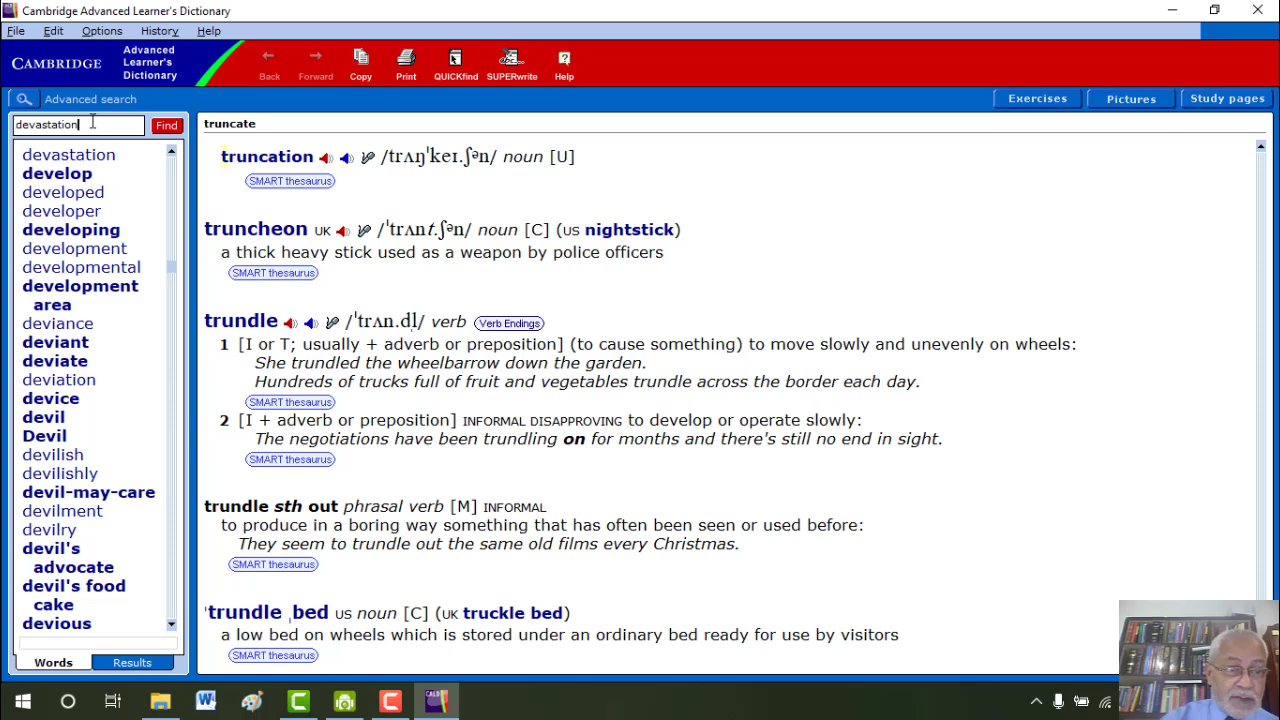 Cambridge Advanced Learner's Dictionary
File Edit Options History Help
CAMBRIDGE
Advanced
Learner's
Dictionary
Back Forward Copy Print QUICKfind SUPERwrite Help
Advanced search
Exercises Pictures Study pages
devastation
Find
devastation
develop
developed
developer
developing
development
developmental
development
area
deviance
deviant
deviate
deviation
device
devil
Devil
devilish
devilishly
devil-may-care
devilment
devilry
devil's
advocate
devil's food
cake
devious
Words Results
truncate
truncation /trʌŋˈkeɪ.ʃən/ noun [U]
SMART thesaurus
truncheon UK /ˈtrʌnt.ʃən/ noun [C] (US nightstick)
a thick heavy stick used as a weapon by police officers
SMART thesaurus
trundle /ˈtrʌn.dl̩/ verb Verb Endings
1 [I or T; usually + adverb or preposition] (to cause something) to move slowly and unevenly on wheels:
She trundled the wheelbarrow down the garden.
Hundreds of trucks full of fruit and vegetables trundle across the border each day.
SMART thesaurus
2 [I + adverb or preposition] INFORMAL DISAPPROVING to develop or operate slowly:
The negotiations have been trundling on for months and there's still no end in sight.
SMART thesaurus
trundle sth out phrasal verb [M] INFORMAL
to produce in a boring way something that has often been seen or used before:
They seem to trundle out the same old films every Christmas.
SMART thesaurus
ˈtrundle ˌbed US noun [C] (UK truckle bed)
a low bed on wheels which is stored under an ordinary bed ready for use by visitors
SMART thesaurus
CALD